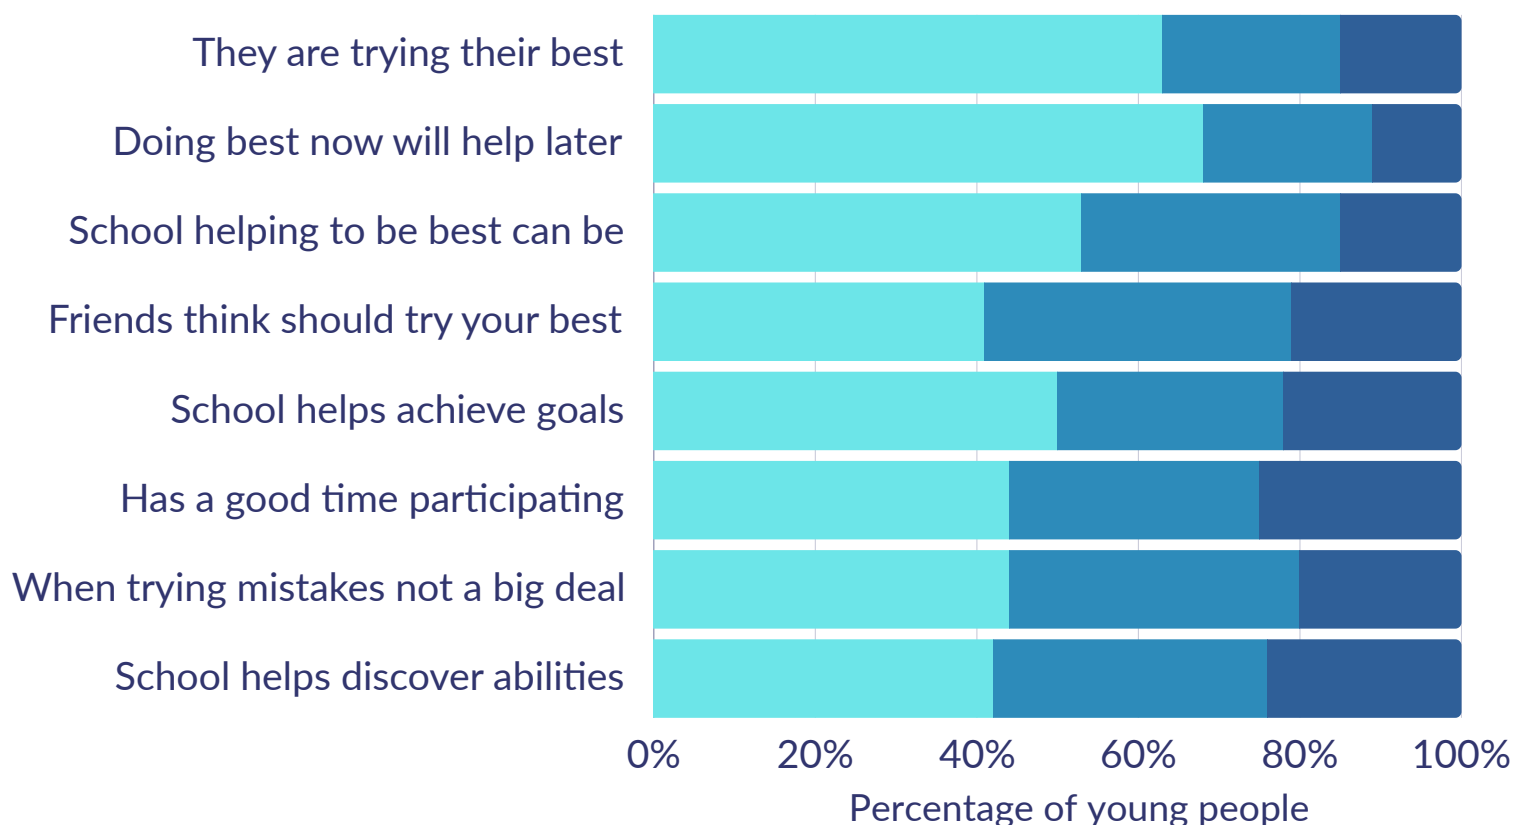 They are trying their best
Doing best now will help later
School helping to be best can be
Friends think should try your best
School helps achieve goals
Has a good time participating
When trying mistakes not a big deal
School helps discover abilities
0% 20% 40% 60% 80% 100%
Percentage of young people